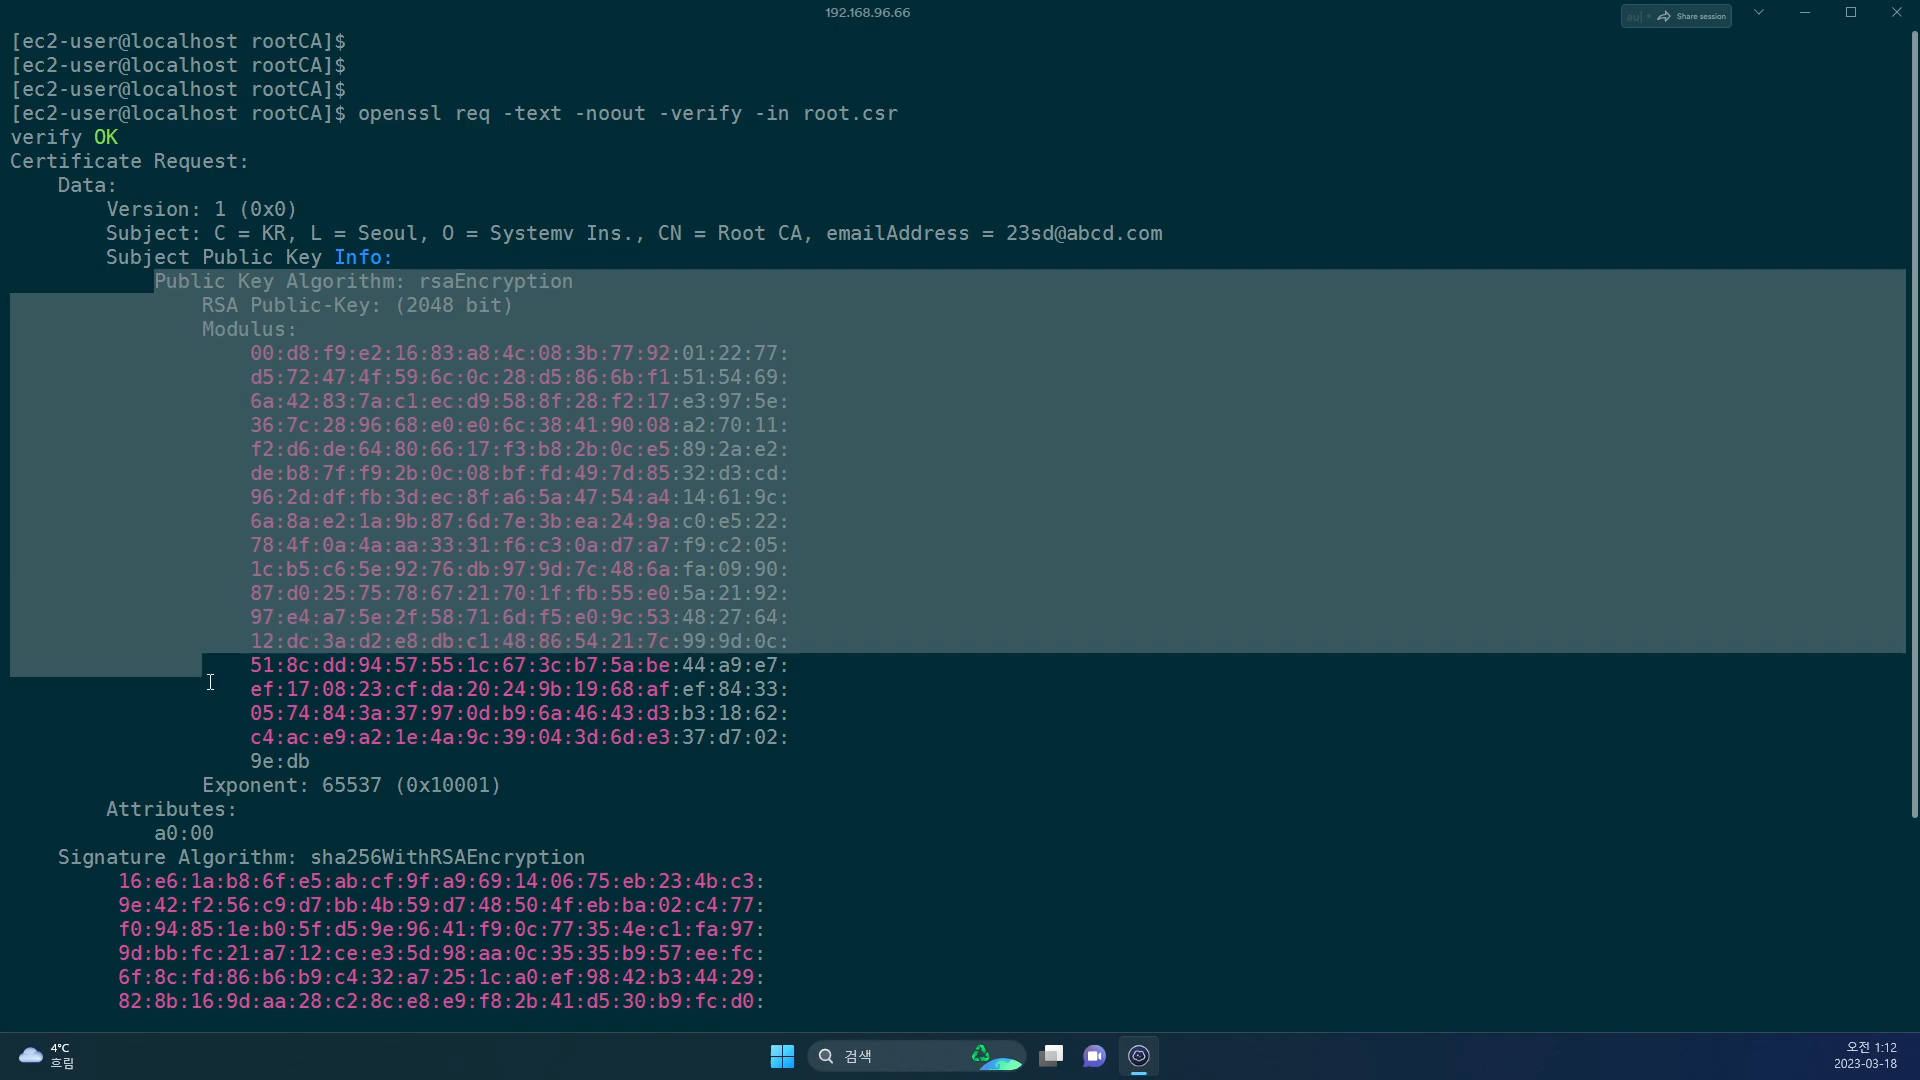 192.168.96.66
Share session
[ec2-user@localhost rootCA]$
[ec2-user@localhost rootCA]$
[ec2-user@localhost rootCA]$
[ec2-user@localhost rootCA]$ openssl req -text -noout -verify -in root.csr
verify OK
Certificate Request:
Data:
Version: 1 (0x0)
Subject: C = KR, L = Seoul, O = Systemv Ins., CN = Root CA, emailAddress = 23sd@abcd.com
Subject Public Key Info:
Public Key Algorithm: rsaEncryption
RSA Public-Key: (2048 bit)
Modulus:
00:d8:f9:e2:16:83:a8:4c:08:3b:77:92:01:22:77:
d5:72:47:4f:59:6c:0c:28:d5:86:6b:f1:51:54:69:
6a:42:83:7a:c1:ec:d9:58:8f:28:f2:17:e3:97:5e:
36:7c:28:96:68:e0:e0:6c:38:41:90:08:a2:70:11:
f2:d6:de:64:80:66:17:f3:b8:2b:0c:e5:89:2a:e2:
de:b8:7f:f9:2b:0c:08:bf:fd:49:7d:85:32:d3:cd:
96:2d:df:fb:3d:ec:8f:a6:5a:47:54:a4:14:61:9c:
6a:8a:e2:1a:9b:87:6d:7e:3b:ea:24:9a:c0:e5:22:
78:4f:0a:4a:aa:33:31:f6:c3:0a:d7:a7:f9:c2:05:
1c:b5:c6:5e:92:76:db:97:9d:7c:48:6a:fa:09:90:
87:d0:25:75:78:67:21:70:1f:fb:55:e0:5a:21:92:
97:e4:a7:5e:2f:58:71:6d:f5:e0:9c:53:48:27:64:
12:dc:3a:d2:e8:db:c1:48:86:54:21:7c:99:9d:0c:
51:8c:dd:94:57:55:1c:67:3c:b7:5a:be:44:a9:e7:
ef:17:08:23:cf:da:20:24:9b:19:68:af:ef:84:33:
05:74:84:3a:37:97:0d:b9:6a:46:43:d3:b3:18:62:
c4:ac:e9:a2:1e:4a:9c:39:04:3d:6d:e3:37:d7:02:
9e:db
Exponent: 65537 (0x10001)
Attributes:
a0:00
Signature Algorithm: sha256WithRSAEncryption
16:e6:1a:b8:6f:e5:ab:cf:9f:a9:69:14:06:75:eb:23:4b:c3:
9e:42:f2:56:c9:d7:bb:4b:59:d7:48:50:4f:eb:ba:02:c4:77:
f0:94:85:1e:b0:5f:d5:9e:96:41:f9:0c:77:35:4e:c1:fa:97:
9d:bb:fc:21:a7:12:ce:e3:5d:98:aa:0c:35:35:b9:57:ee:fc:
6f:8c:fd:86:b6:b9:c4:32:a7:25:1c:a0:ef:98:42:b3:44:29:
82:8b:16:9d:aa:28:c2:8c:e8:e9:f8:2b:41:d5:30:b9:fc:d0:
4°C
흐림
검색
오전 1:12
2023-03-18